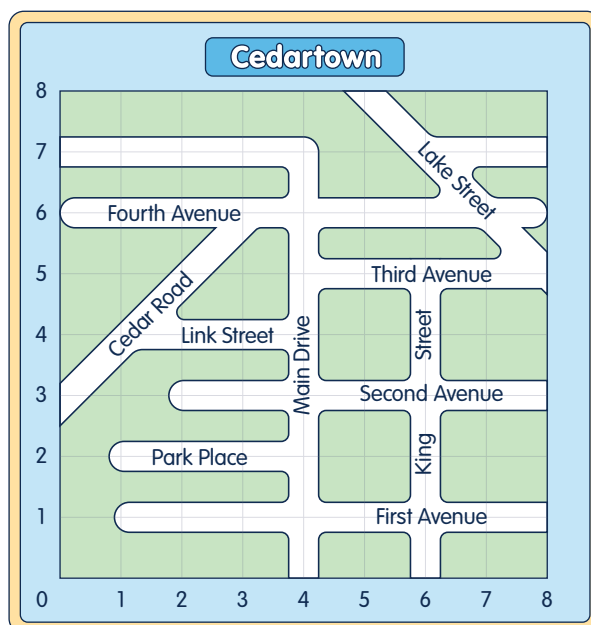 Cedartown
8
7
Lake Street
6
Fourth Avenue
5
Third Avenue
Cedar Road
4
Link Street
Main Drive
King Street
3
Second Avenue
2
Park Place
1
First Avenue
0 1 2 3 4 5 6 7 8